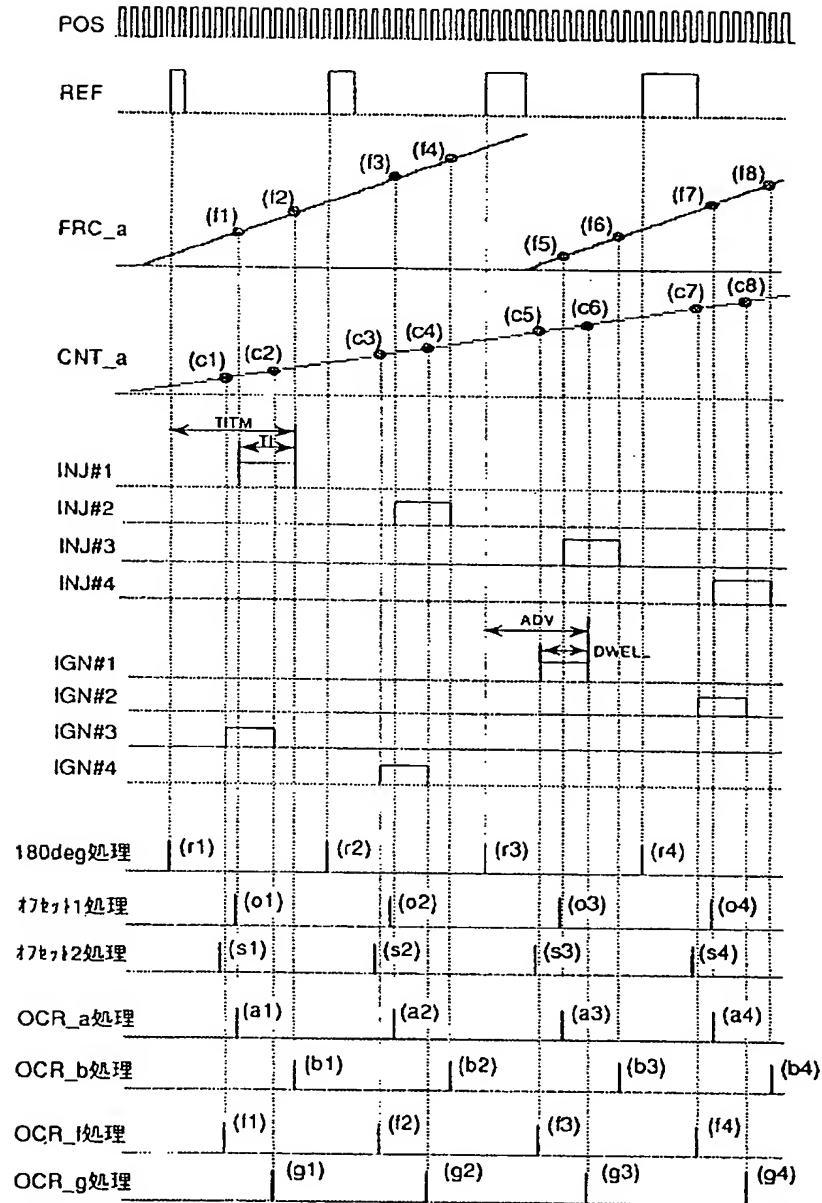 POS
REF
(f3) (f4)
(f8)
(f1) (f2)
(f7)
FRC_a
(f5) (f6)
(c7) (c8)
(c5) (c6)
(c3) (c4)
CNT_a
(c1) (c2)
TITM
TI
INJ#1
INJ#2
INJ#3
INJ#4
ADV
IGN#1
DWEL_
IGN#2
IGN#3
IGN#4
180deg処理 (r1) (r2) (r3) (r4)
ｵﾌｾｯﾄ1処理 (o1) (o2) (o3) (o4)
ｵﾌｾｯﾄ2処理 (s1) (s2) (s3) (s4)
OCR_a処理 (a1) (a2) (a3) (a4)
OCR_b処理 (b1) (b2) (b3) (b4)
OCR_f処理 (f1) (f2) (f3) (f4)
OCR_g処理 (g1) (g2) (g3) (g4)